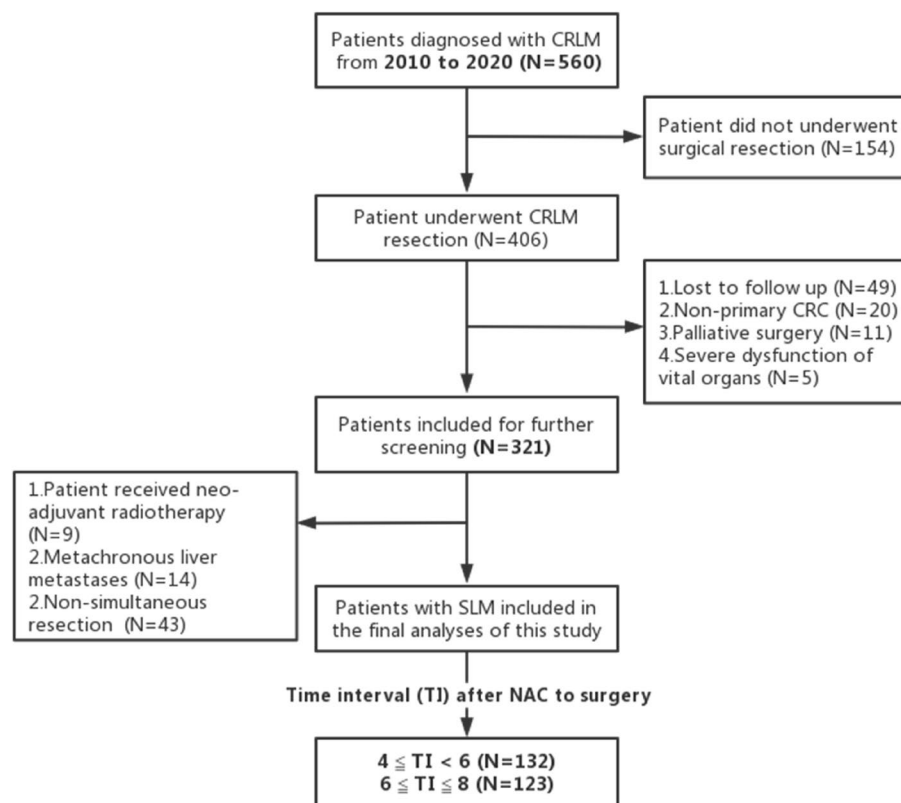 Patients diagnosed with CRLM
from 2010 to 2020 (N=560)
Patient did not underwent
surgical resection (N=154)
Patient underwent CRLM
resection (N=406)
1.Lost to follow up (N=49)
2.Non-primary CRC (N=20)
3.Palliative surgery (N=11)
4.Severe dysfunction of
vital organs (N=5)
Patients included for further
screening (N=321)
1.Patient received neo-
adjuvant radiotherapy
(N=9)
2.Metachronous liver
metastases (N=14)
2.Non-simultaneous
resection (N=43)
Patients with SLM included in
the final analyses of this study
Time interval (TI) after NAC to surgery
4 ≦ TI < 6 (N=132)
6 ≦ TI ≦ 8 (N=123)